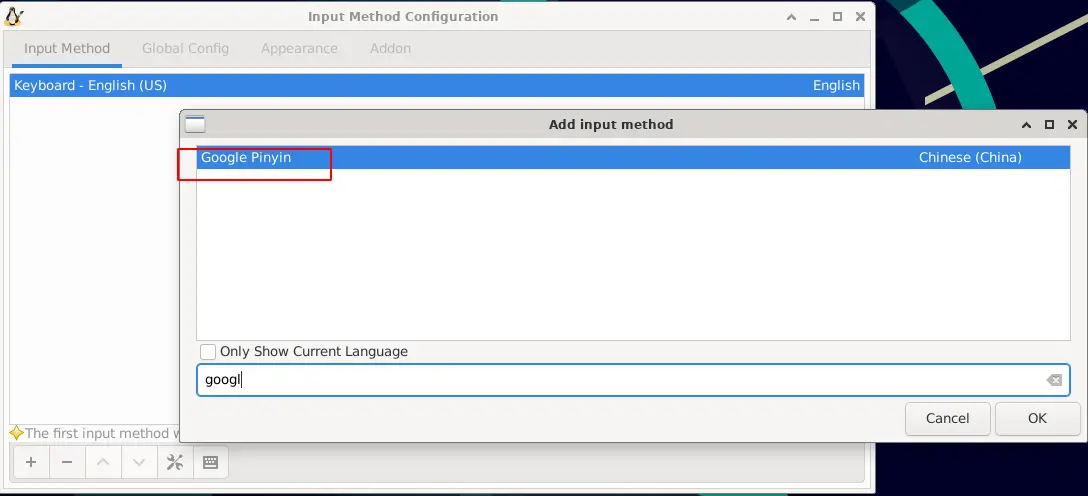 Input Method Configuration
Input Method Global Config Appearance Addon
Keyboard - English (US) English
Add input method
Google Pinyin Chinese (China)
Only Show Current Language
googl
Cancel OK
The first input method